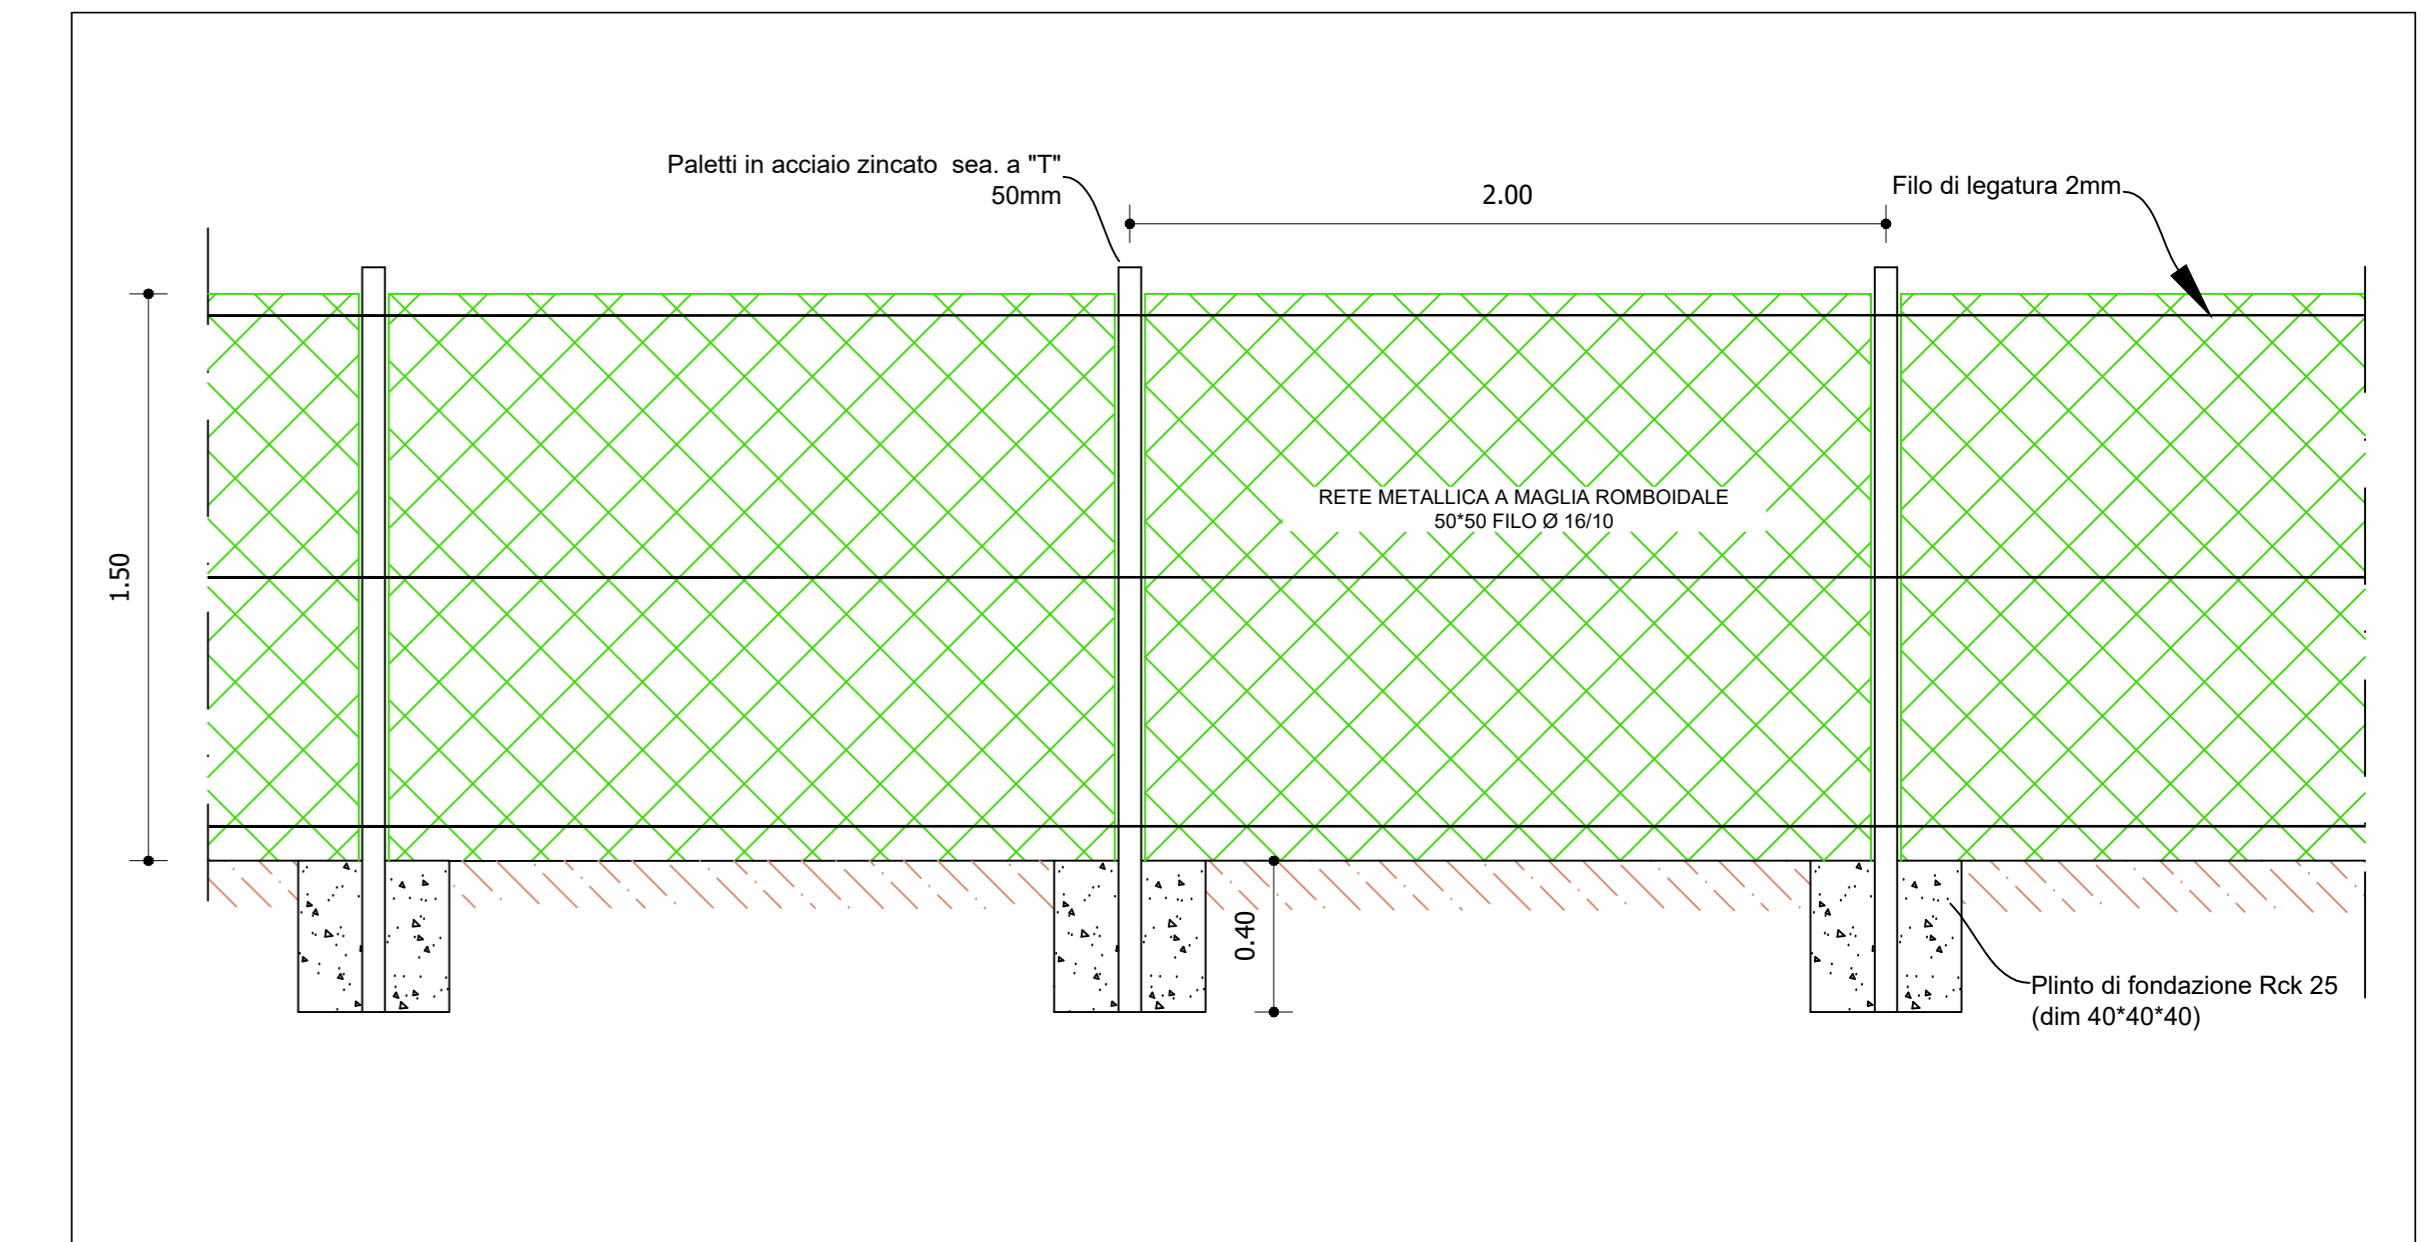 Paletti in acciaio zincato  sea. a "T"
50mm
2.00
Filo di legatura 2mm
RETE METALLICA A MAGLIA ROMBOIDALE
50*50 FILO Ø 16/10
1.50
0.40
Plinto di fondazione Rck 25
(dim 40*40*40)